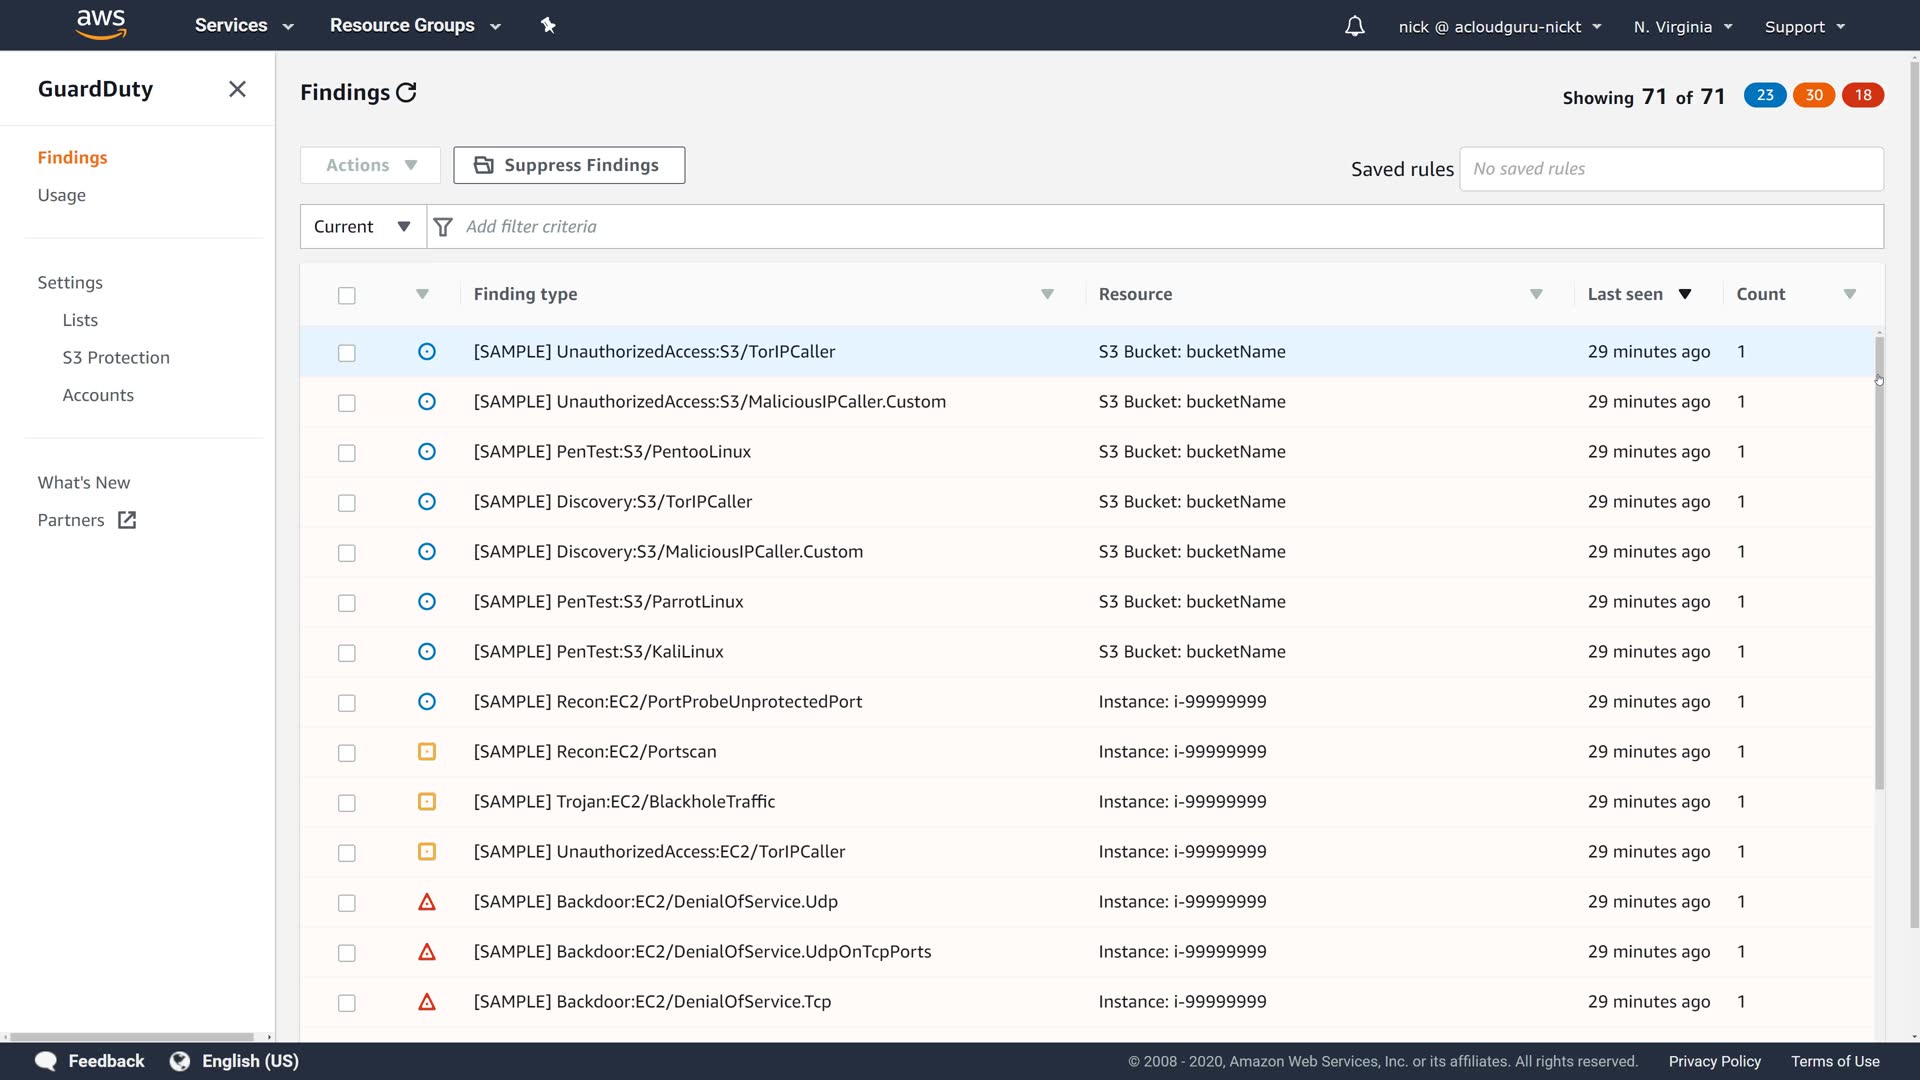 aws Services Resource Groups nick @ acloudguru-nickt N. Virginia Support
GuardDuty
Findings
Usage
Settings
Lists
S3 Protection
Accounts
What's New
Partners
Findings
Showing 71 of 71 23 30 18
Actions Suppress Findings Saved rules No saved rules
Current Add filter criteria
Finding type Resource Last seen Count
[SAMPLE] UnauthorizedAccess:S3/TorIPCaller S3 Bucket: bucketName 29 minutes ago 1
[SAMPLE] UnauthorizedAccess:S3/MaliciousIPCaller.Custom S3 Bucket: bucketName 29 minutes ago 1
[SAMPLE] PenTest:S3/PentooLinux S3 Bucket: bucketName 29 minutes ago 1
[SAMPLE] Discovery:S3/TorIPCaller S3 Bucket: bucketName 29 minutes ago 1
[SAMPLE] Discovery:S3/MaliciousIPCaller.Custom S3 Bucket: bucketName 29 minutes ago 1
[SAMPLE] PenTest:S3/ParrotLinux S3 Bucket: bucketName 29 minutes ago 1
[SAMPLE] PenTest:S3/KaliLinux S3 Bucket: bucketName 29 minutes ago 1
[SAMPLE] Recon:EC2/PortProbeUnprotectedPort Instance: i-99999999 29 minutes ago 1
[SAMPLE] Recon:EC2/Portscan Instance: i-99999999 29 minutes ago 1
[SAMPLE] Trojan:EC2/BlackholeTraffic Instance: i-99999999 29 minutes ago 1
[SAMPLE] UnauthorizedAccess:EC2/TorIPCaller Instance: i-99999999 29 minutes ago 1
[SAMPLE] Backdoor:EC2/DenialOfService.Udp Instance: i-99999999 29 minutes ago 1
[SAMPLE] Backdoor:EC2/DenialOfService.UdpOnTcpPorts Instance: i-99999999 29 minutes ago 1
[SAMPLE] Backdoor:EC2/DenialOfService.Tcp Instance: i-99999999 29 minutes ago 1
Feedback English (US) © 2008 - 2020, Amazon Web Services, Inc. or its affiliates. All rights reserved. Privacy Policy Terms of Use